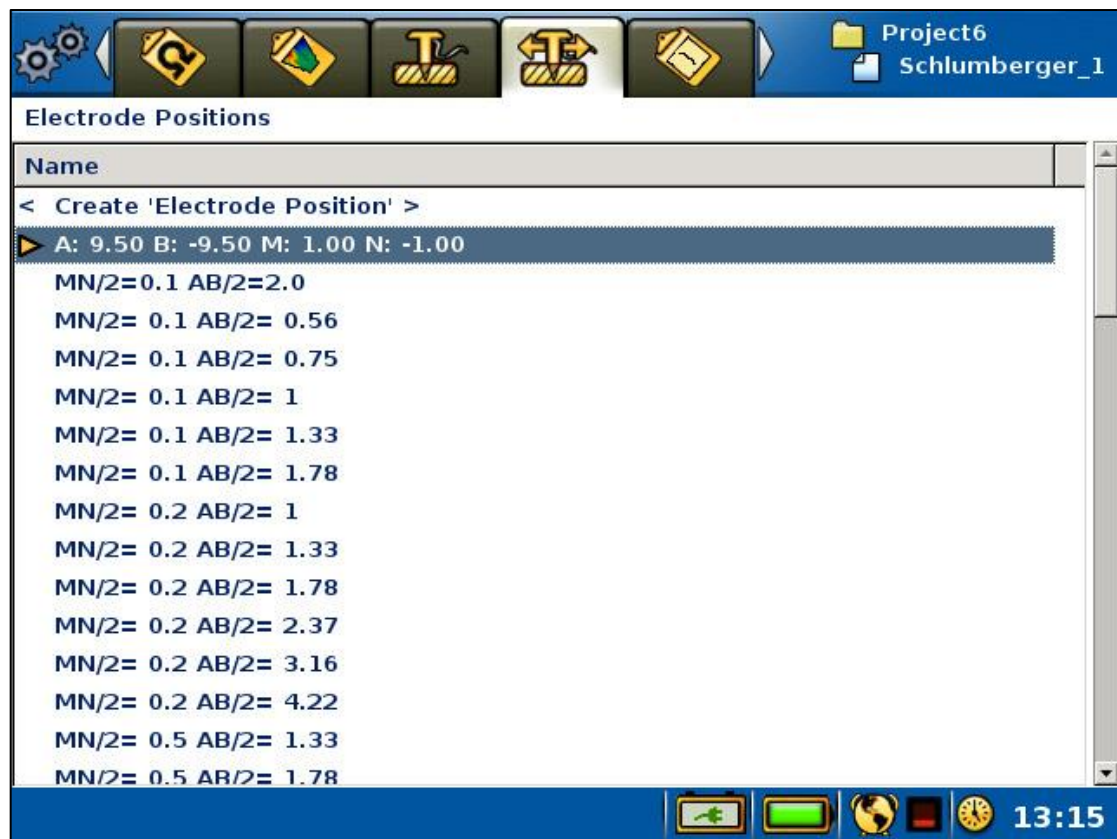 Project6
Schlumberger_1
Electrode Positions
Name
< Create 'Electrode Position' >
A: 9.50 B: -9.50 M: 1.00 N: -1.00
MN/2=0.1 AB/2=2.0
MN/2= 0.1 AB/2= 0.56
MN/2= 0.1 AB/2= 0.75
MN/2= 0.1 AB/2= 1
MN/2= 0.1 AB/2= 1.33
MN/2= 0.1 AB/2= 1.78
MN/2= 0.2 AB/2= 1
MN/2= 0.2 AB/2= 1.33
MN/2= 0.2 AB/2= 1.78
MN/2= 0.2 AB/2= 2.37
MN/2= 0.2 AB/2= 3.16
MN/2= 0.2 AB/2= 4.22
MN/2= 0.5 AB/2= 1.33
MN/2= 0.5 AB/2= 1.78
13:15